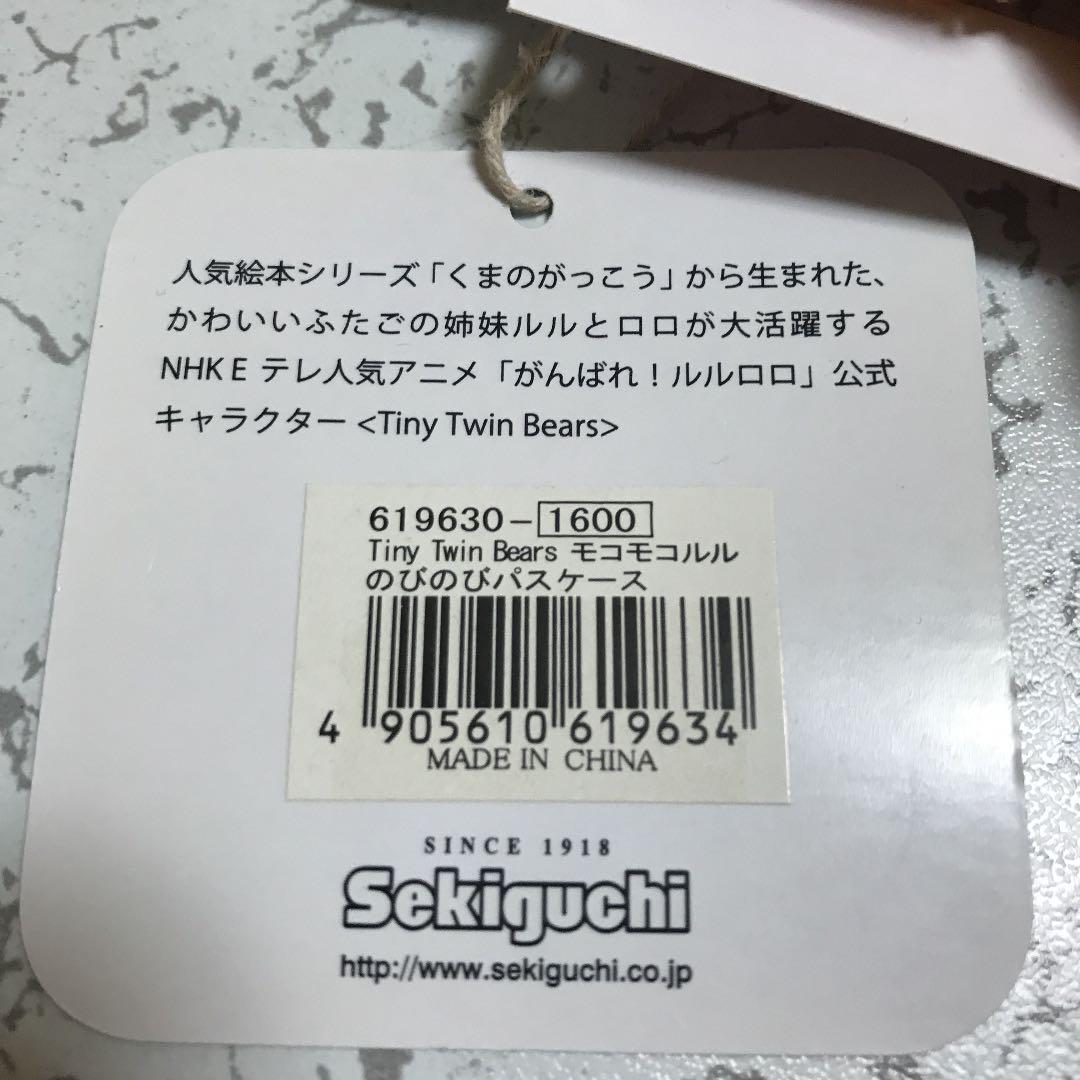 人気絵本シリーズ「くまのがっこう」から生まれた、
かわいいふたごの姉妹ルルとロロが大活躍する
NHK E テレ人気アニメ「がんばれ！ルルロロ」公式
キャラクター <Tiny Twin Bears>
619630-1600
Tiny Twin Bears モコモコルル
のびのびパスケース
4 905610 619634
MADE IN CHINA
SINCE 1918
Sekiguchi
http://www.sekiguchi.co.jp